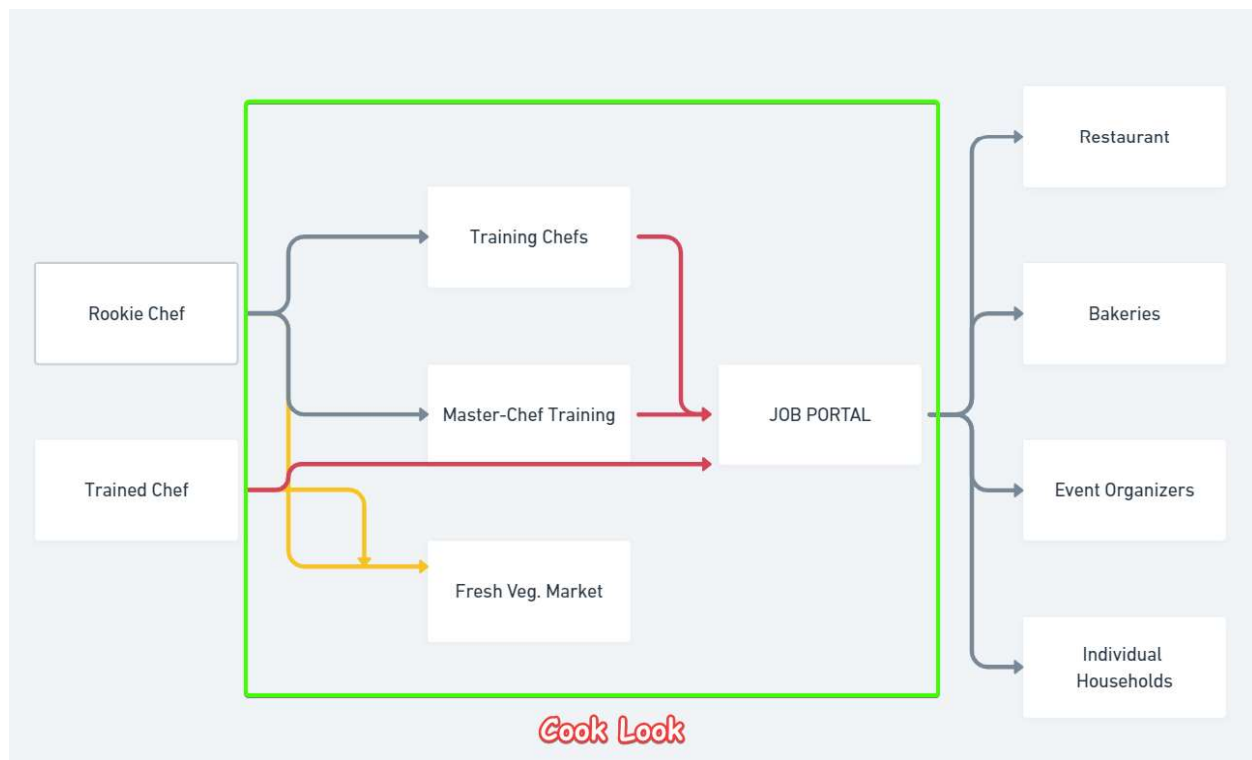 Restaurant
Training Chefs
Rookie Chef
Bakeries
Master-Chef Training
JOB PORTAL
Trained Chef
Event Organizers
Fresh Veg. Market
Individual
Households
Cook Look